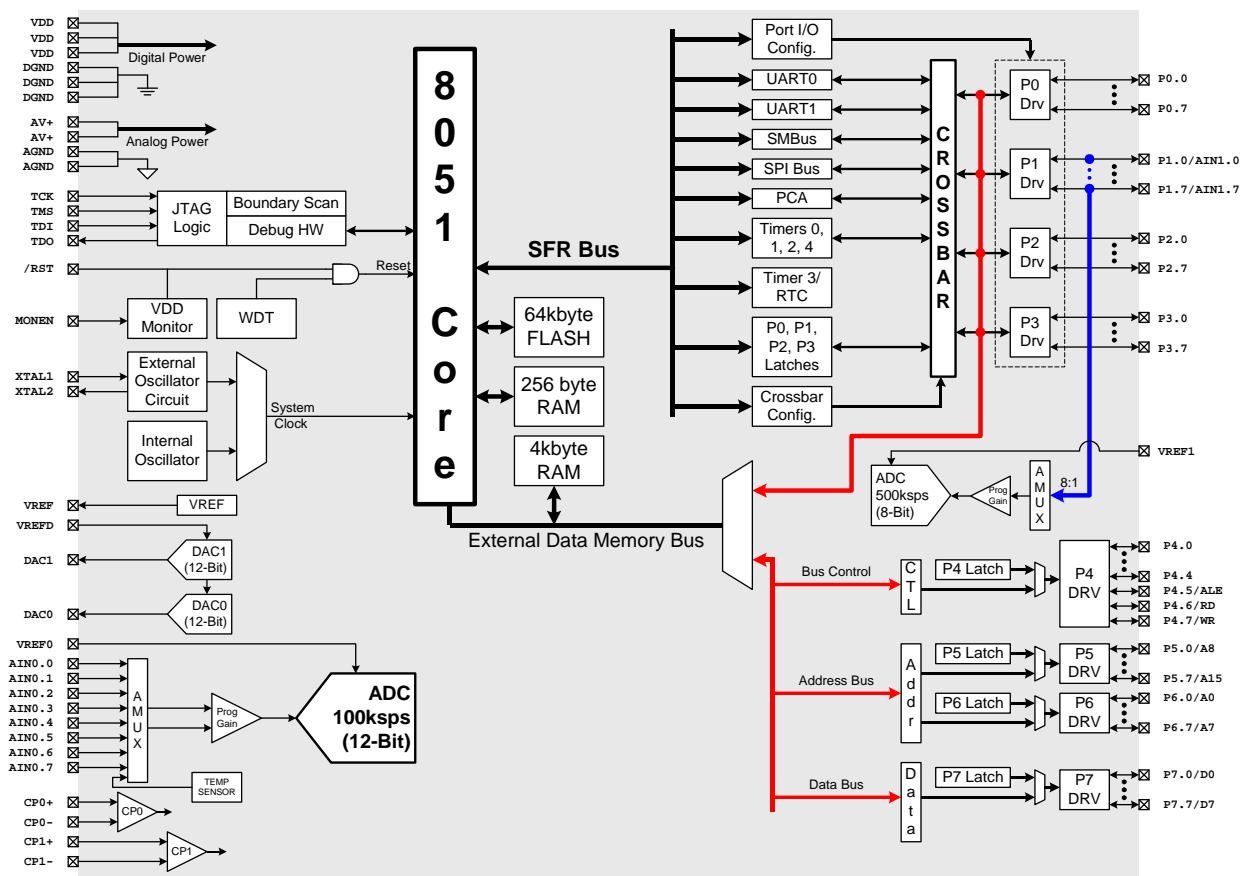 VDD
VDD
VDD
Digital Power
DGND
DGND
DGND
AV+
AV+
Analog Power
AGND
AGND
TCK
TMS
TDI
TDO
JTAG
Logic
Boundary Scan
Debug HW
/RST
Reset
MONEN
VDD
Monitor
WDT
XTAL1
XTAL2
External
Oscillator
Circuit
Internal
Oscillator
System
Clock
VREF
VREF
VREFD
DAC1
DAC1
(12-Bit)
DAC0
DAC0
(12-Bit)
VREF0
AIN0.0
AIN0.1
AIN0.2
AIN0.3
AIN0.4
AIN0.5
AIN0.6
AIN0.7
A
M
U
X
Prog
Gain
ADC
100ksps
(12-Bit)
TEMP
SENSOR
CP0+
CP0-
CP0
CP1+
CP1-
CP1
8
0
5
1
C
o
r
e
SFR Bus
64kbyte
FLASH
256 byte
RAM
4kbyte
RAM
External Data Memory Bus
Port I/O
Config.
UART0
UART1
SMBus
SPI Bus
PCA
Timers 0,
1, 2, 4
Timer 3/
RTC
P0, P1,
P2, P3
Latches
Crossbar
Config.
C
R
O
S
S
B
A
R
P0
Drv
P1
Drv
P2
Drv
P3
Drv
P0.0
P0.7
P1.0/AIN1.0
P1.7/AIN1.7
P2.0
P2.7
P3.0
P3.7
VREF1
ADC
500ksps
(8-Bit)
Prog
Gain
A
M
U
X
8:1
Bus Control
C
T
L
P4 Latch
P4
DRV
P4.0
P4.4
P4.5/ALE
P4.6/RD
P4.7/WR
Address Bus
A
d
d
r
P5 Latch
P5
DRV
P5.0/A8
P5.7/A15
P6 Latch
P6
DRV
P6.0/A0
P6.7/A7
Data Bus
D
a
t
a
P7 Latch
P7
DRV
P7.0/D0
P7.7/D7